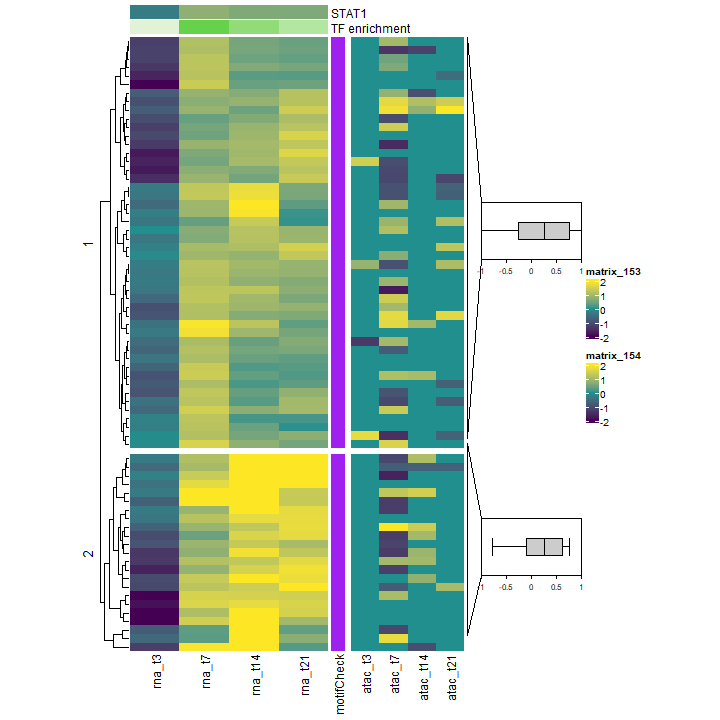 STAT1
TF enrichment
1
2
rna_t3
rna_t7
rna_t14
rna_t21
motifCheck
atac_t3
atac_t7
atac_t14
atac_t21
-1 -0.5 0 0.5 1
-1 -0.5 0 0.5 1
matrix_153
2
1
0
-1
-2
matrix_154
2
1
0
-1
-2